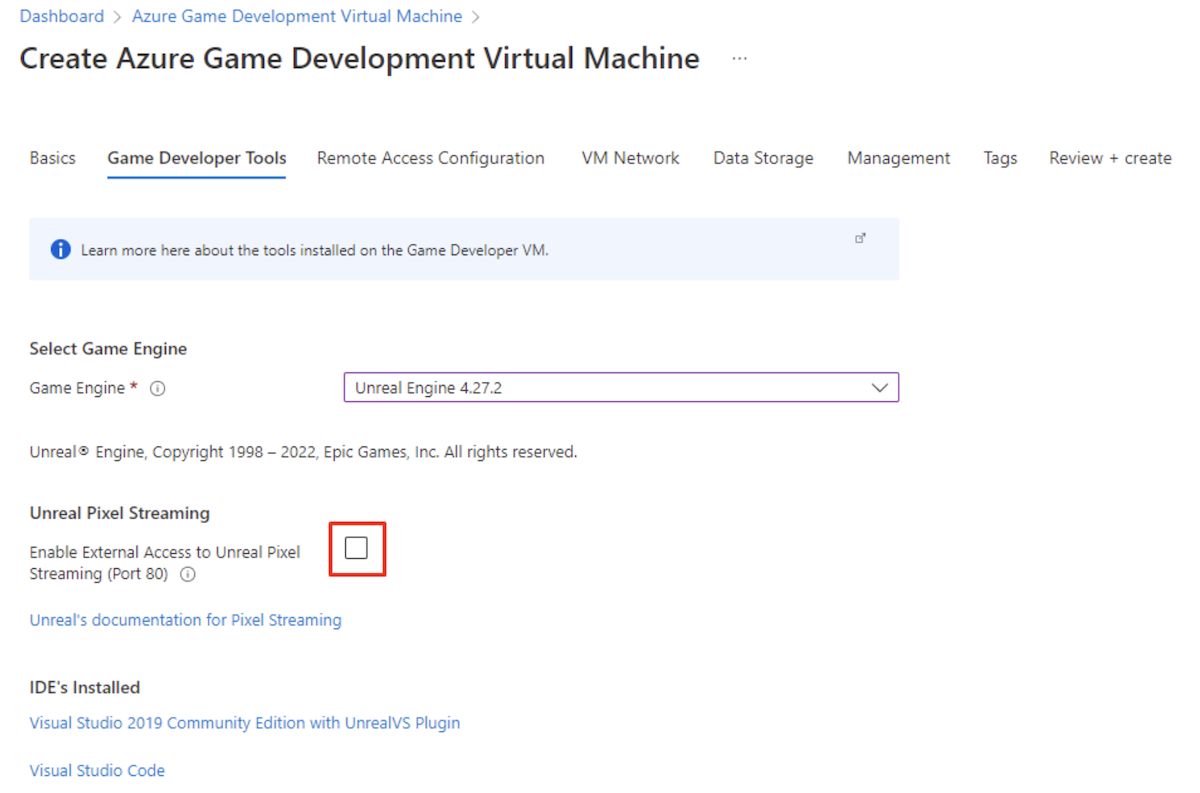 Dashboard > Azure Game Development Virtual Machine >
Create Azure Game Development Virtual Machine ...
Basics Game Developer Tools Remote Access Configuration VM Network Data Storage Management Tags Review + create
Learn more here about the tools installed on the Game Developer VM.
Select Game Engine
Game Engine * Unreal Engine 4.27.2
Unreal® Engine, Copyright 1998 – 2022, Epic Games, Inc. All rights reserved.
Unreal Pixel Streaming
Enable External Access to Unreal Pixel
Streaming (Port 80)
Unreal's documentation for Pixel Streaming
IDE's Installed
Visual Studio 2019 Community Edition with UnrealVS Plugin
Visual Studio Code